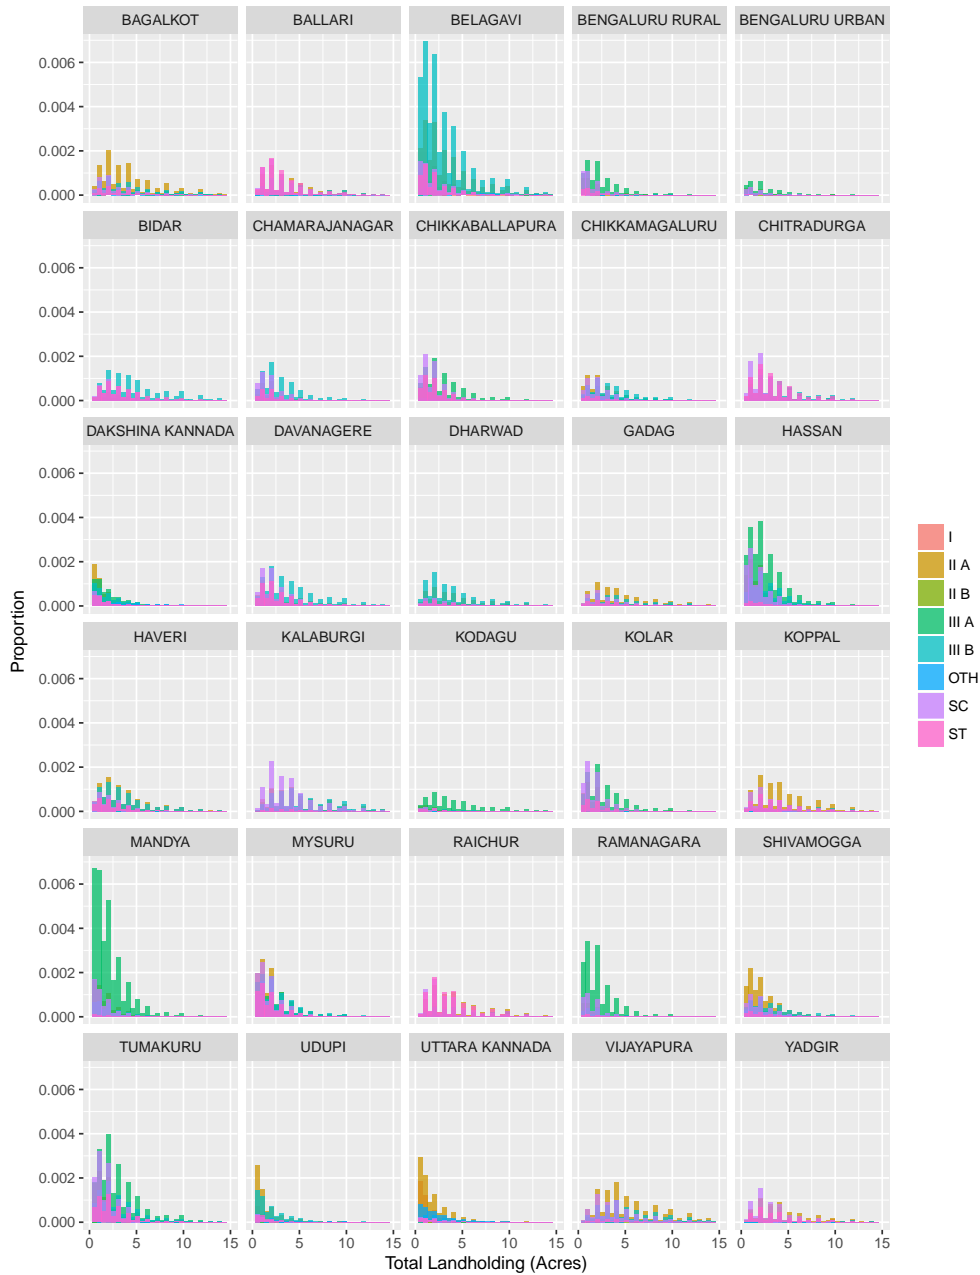 BAGALKOT BALLARI BELAGAVI BENGALURU RURAL BENGALURU URBAN
0.006
0.004
0.002
0.000
BIDAR CHAMARAJANAGAR CHIKKABALLAPURA CHIKKAMAGALURU CHITRADURGA
0.006
0.004
0.002
0.000
DAKSHINA KANNADA DAVANAGERE DHARWAD GADAG HASSAN
0.006
0.004
0.002
0.000
HAVERI KALABURGI KODAGU KOLAR KOPPAL
0.006
0.004
0.002
0.000
MANDYA MYSURU RAICHUR RAMANAGARA SHIVAMOGGA
0.006
0.004
0.002
0.000
TUMAKURU UDUPI UTTARA KANNADA VIJAYAPURA YADGIR
0.006
0.004
0.002
0.000
0 5 10 15 0 5 10 15 0 5 10 15 0 5 10 15 0 5 10 15
Total Landholding (Acres)
Proportion
I
II A
II B
III A
III B
OTH
SC
ST